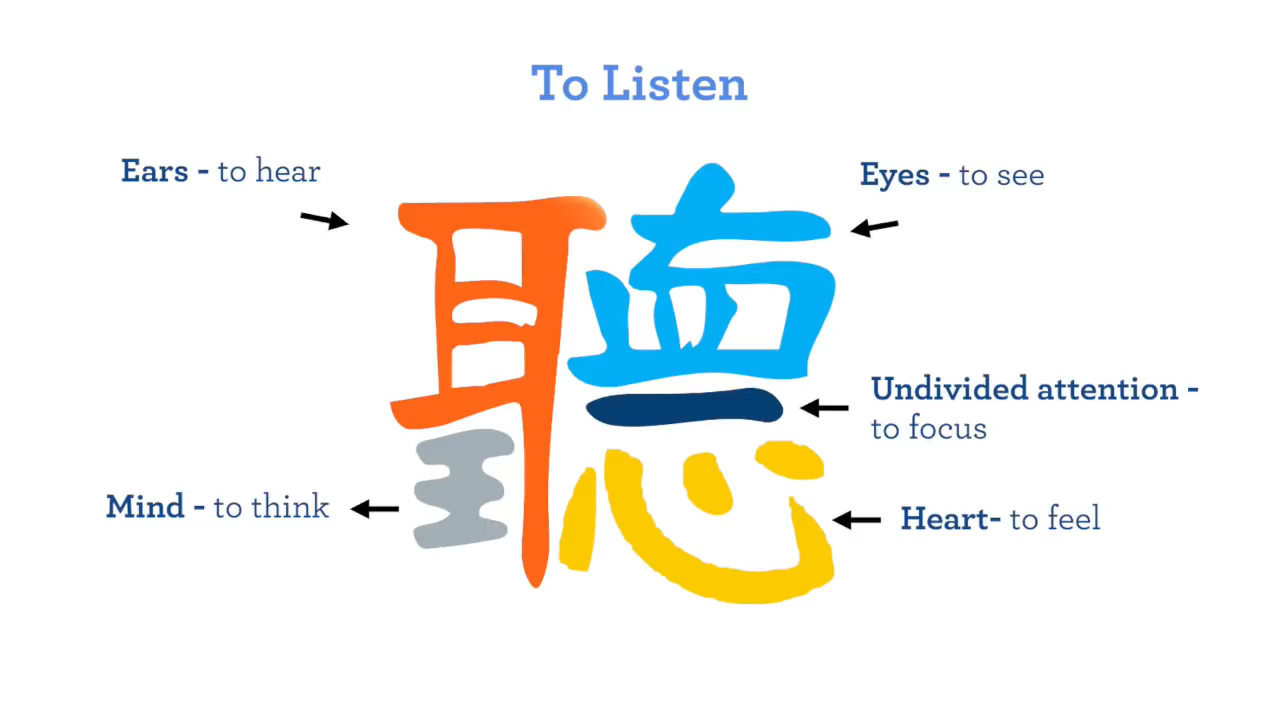 To Listen
Ears - to hear
Eyes - to see
聽
Undivided attention -
to focus
Mind - to think
Heart- to feel